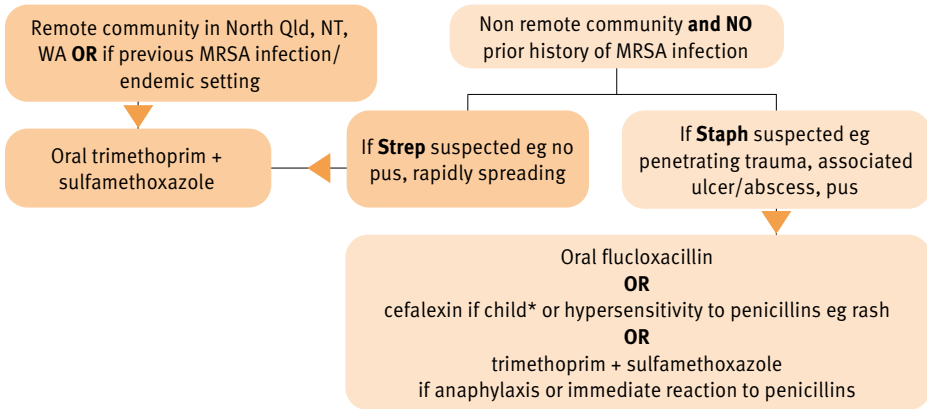 Remote community in North Qld, NT,
WA OR if previous MRSA infection/
endemic setting
Non remote community and NO
prior history of MRSA infection
Oral trimethoprim +
sulfamethoxazole
If Strep suspected eg no
pus, rapidly spreading
If Staph suspected eg
penetrating trauma, associated
ulcer/abscess, pus
Oral flucloxacillin
OR
cefalexin if child* or hypersensitivity to penicillins eg rash
OR
trimethoprim + sulfamethoxazole
if anaphylaxis or immediate reaction to penicillins